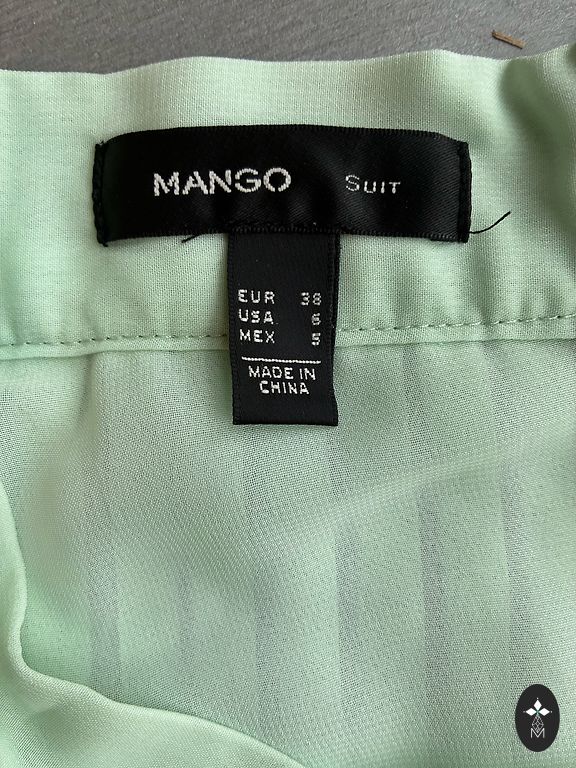 MANGO SUIT
EUR 38
USA 6
MEX 5
MADE IN
CHINA